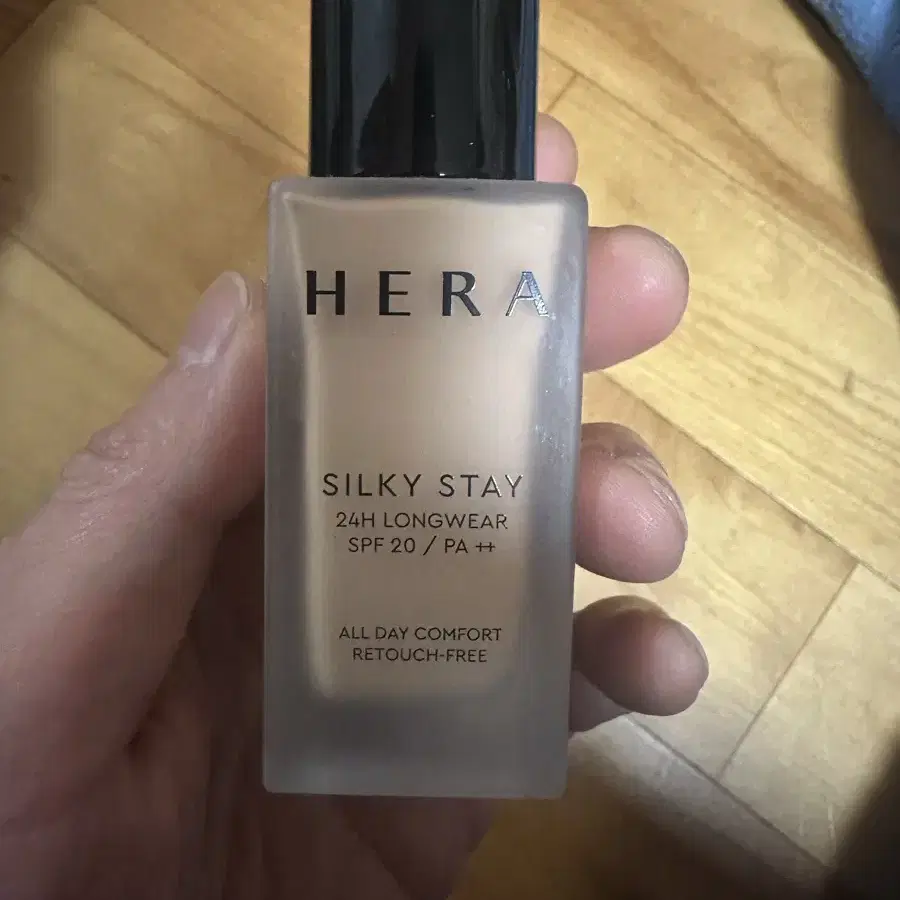 HERA
SILKY STAY
24H LONGWEAR
SPF 20 / PA ++
ALL DAY COMFORT
RETOUCH-FREE